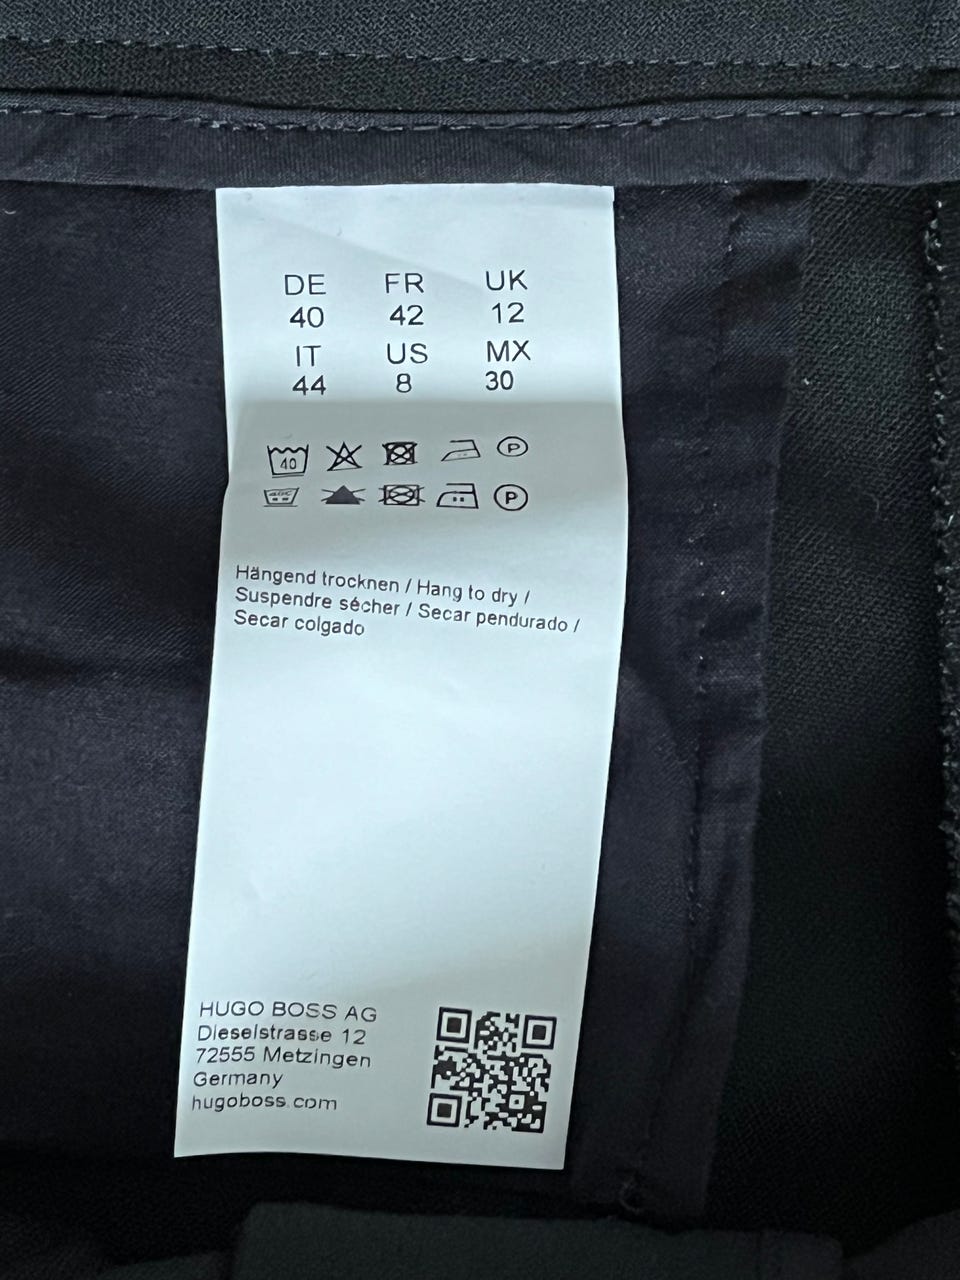 DE FR UK
40 42 12
IT US MX
44 8 30
40 P
40C P
Hängend trocknen / Hang to dry /
Suspendre sécher / Secar pendurado /
Secar colgado
HUGO BOSS AG
Dieselstrasse 12
72555 Metzingen
Germany
hugoboss.com